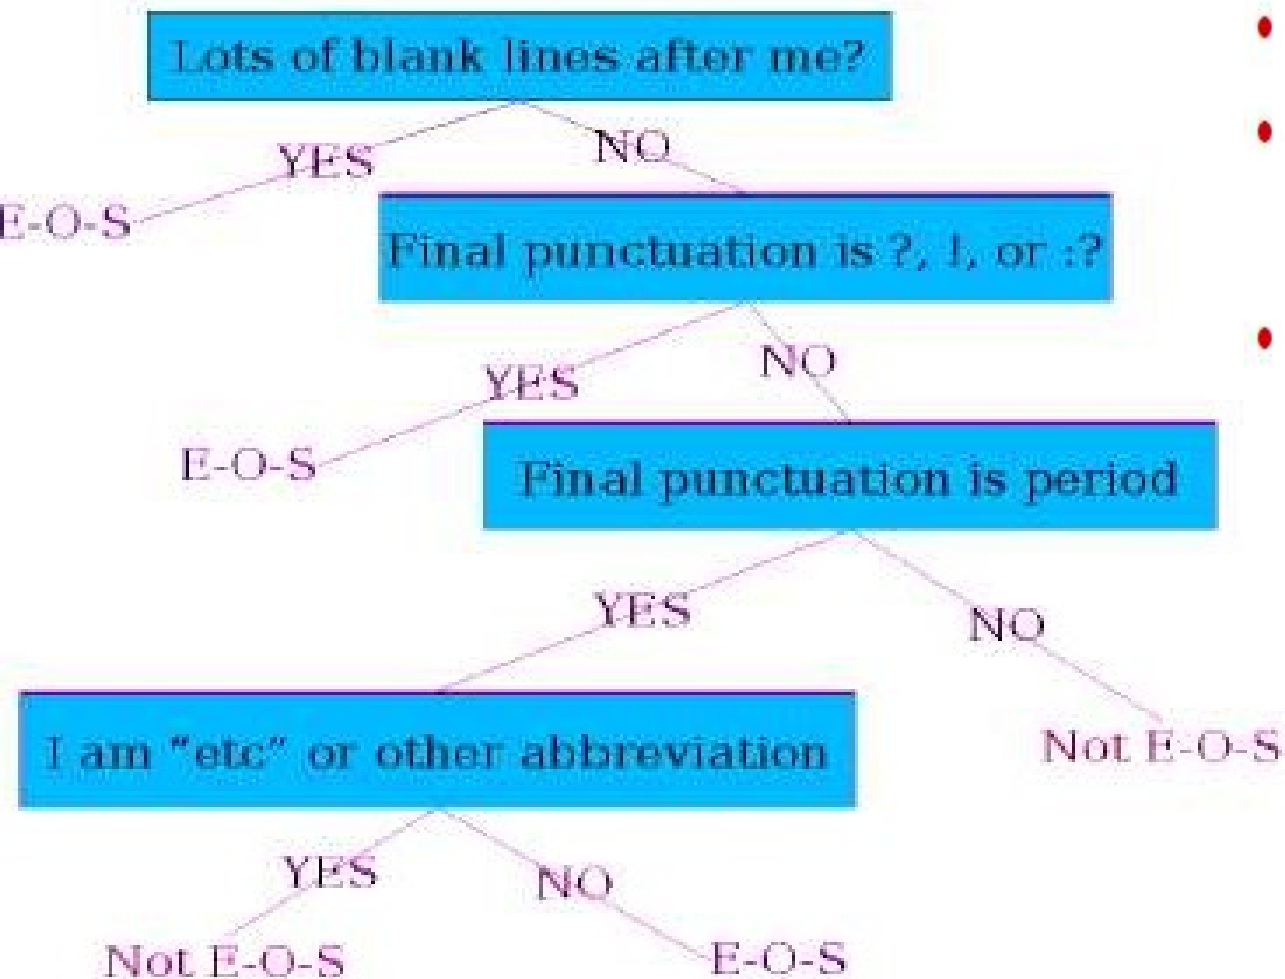 Lots of blank lines after me?
YES
NO
E-O-S
Final punctuation is ?, !, or :?
YES
NO
E-O-S
Final punctuation is period
YES
NO
I am "etc" or other abbreviation
Not E-O-S
YES
NO
Not E-O-S
E-O-S